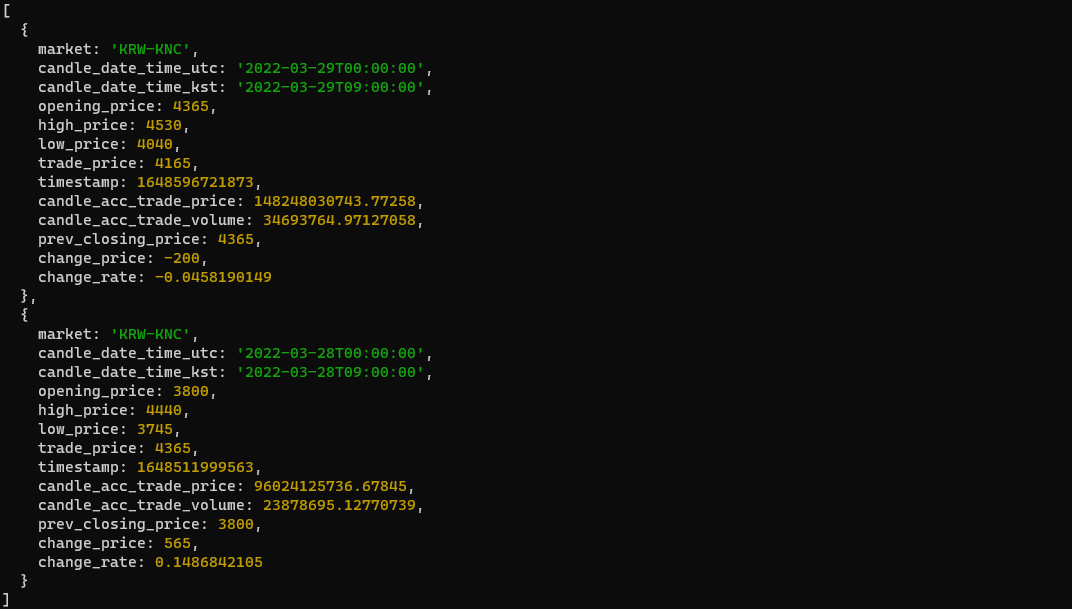 [
  {
    market: 'KRW-KNC',
    candle_date_time_utc: '2022-03-29T00:00:00',
    candle_date_time_kst: '2022-03-29T09:00:00',
    opening_price: 4365,
    high_price: 4530,
    low_price: 4040,
    trade_price: 4165,
    timestamp: 1648596721873,
    candle_acc_trade_price: 148248030743.77258,
    candle_acc_trade_volume: 34693764.97127058,
    prev_closing_price: 4365,
    change_price: -200,
    change_rate: -0.0458190149
  },
  {
    market: 'KRW-KNC',
    candle_date_time_utc: '2022-03-28T00:00:00',
    candle_date_time_kst: '2022-03-28T09:00:00',
    opening_price: 3800,
    high_price: 4440,
    low_price: 3745,
    trade_price: 4365,
    timestamp: 1648511999563,
    candle_acc_trade_price: 96024125736.67845,
    candle_acc_trade_volume: 23878695.12770739,
    prev_closing_price: 3800,
    change_price: 565,
    change_rate: 0.1486842105
  }
]